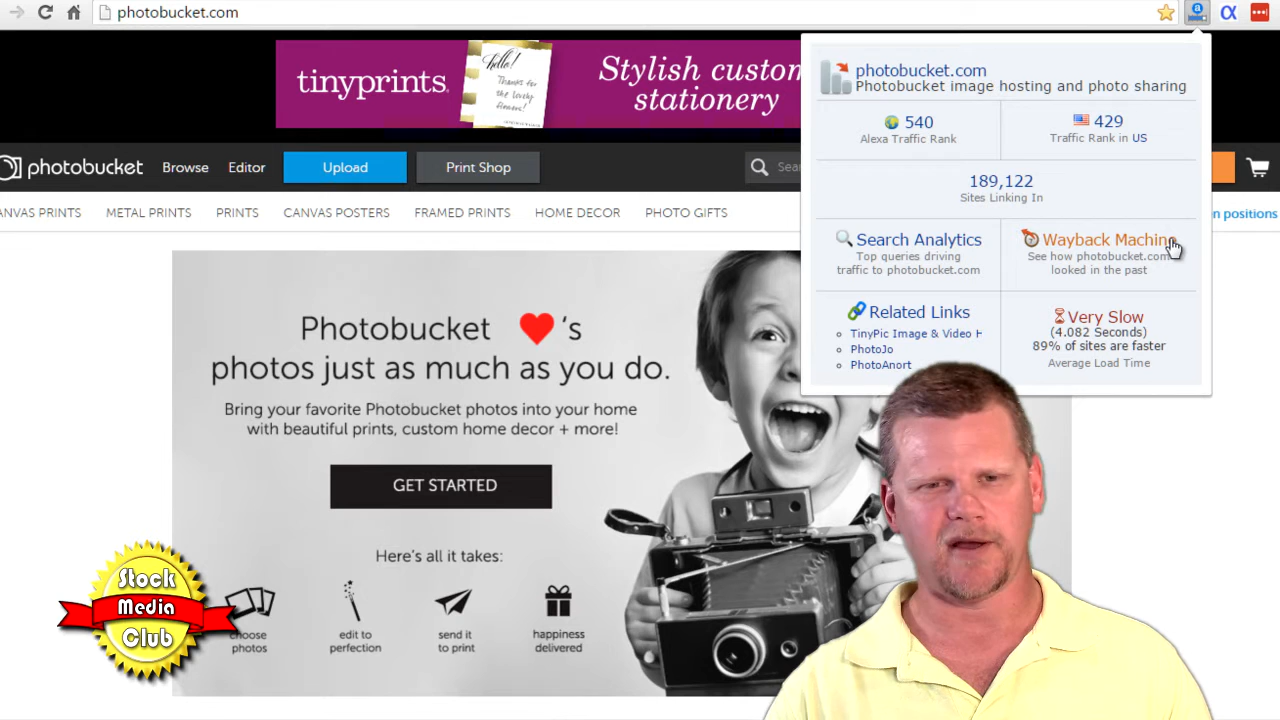 photobucket.com
tinyprints
hello!
Thanks for the lovely flowers!
Stylish custom
stationery
photobucket
Browse
Editor
Upload
Print Shop
Sea
ANVAS PRINTS
METAL PRINTS
PRINTS
CANVAS POSTERS
FRAMED PRINTS
HOME DECOR
PHOTO GIFTS
n positions
photobucket.com
Photobucket image hosting and photo sharing
540
Alexa Traffic Rank
429
Traffic Rank in US
189,122
Sites Linking In
Search Analytics
Top queries driving
traffic to photobucket.com
Wayback Machine
See how photobucket.com
looked in the past
Related Links
TinyPic Image & Video H
PhotoJo
PhotoAnort
Very Slow
(4.082 Seconds)
89% of sites are faster
Average Load Time
Photobucket ♥'s
photos just as much as you do.
Bring your favorite Photobucket photos into your home
with beautiful prints, custom home decor + more!
GET STARTED
Here's all it takes:
choose
photos
edit to
perfection
send it
to print
happiness
delivered
Stock
Media
Club